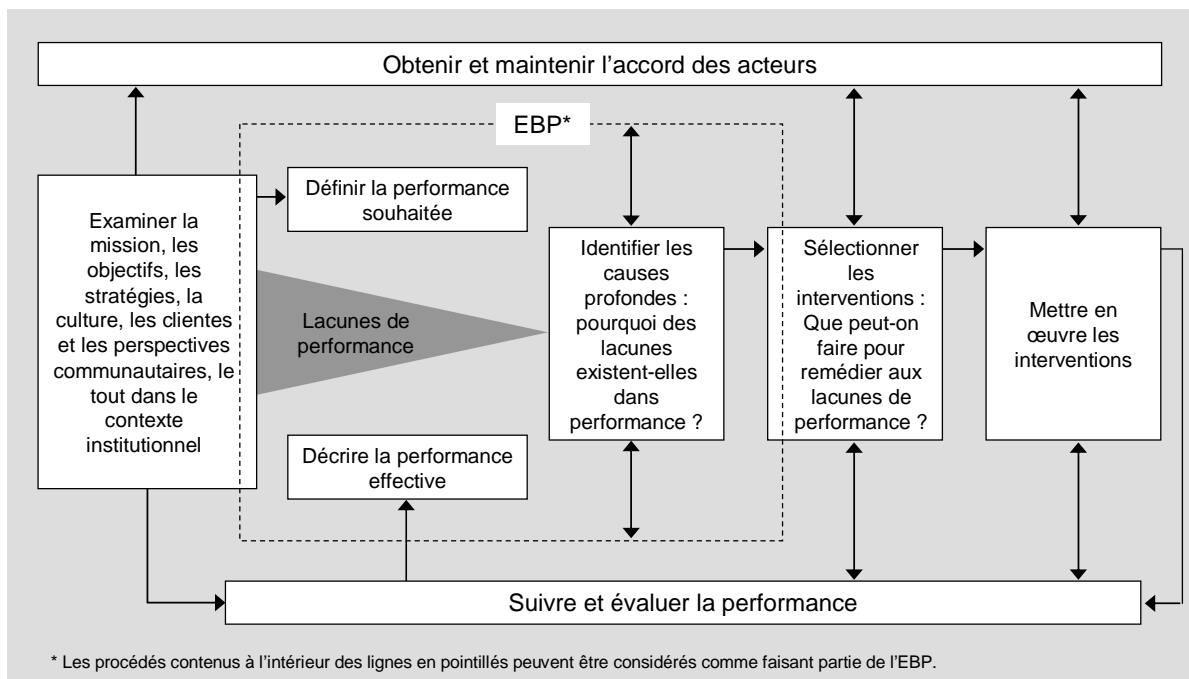 Obtenir et maintenir l’accord des acteurs
EBP*
Examiner la
mission, les
objectifs, les
stratégies, la
culture, les clientes
et les perspectives
communautaires, le
tout dans le
contexte
institutionnel
Définir la performance
souhaitée
Lacunes de
performance
Décrire la performance
effective
Identifier les
causes
profondes :
pourquoi des
lacunes
existent-elles
dans
performance ?
Sélectionner
les
interventions :
Que peut-on
faire pour
remédier aux
lacunes de
performance ?
Mettre en
œuvre les
interventions
Suivre et évaluer la performance
* Les procédés contenus à l’intérieur des lignes en pointillés peuvent être considérés comme faisant partie de l’EBP.